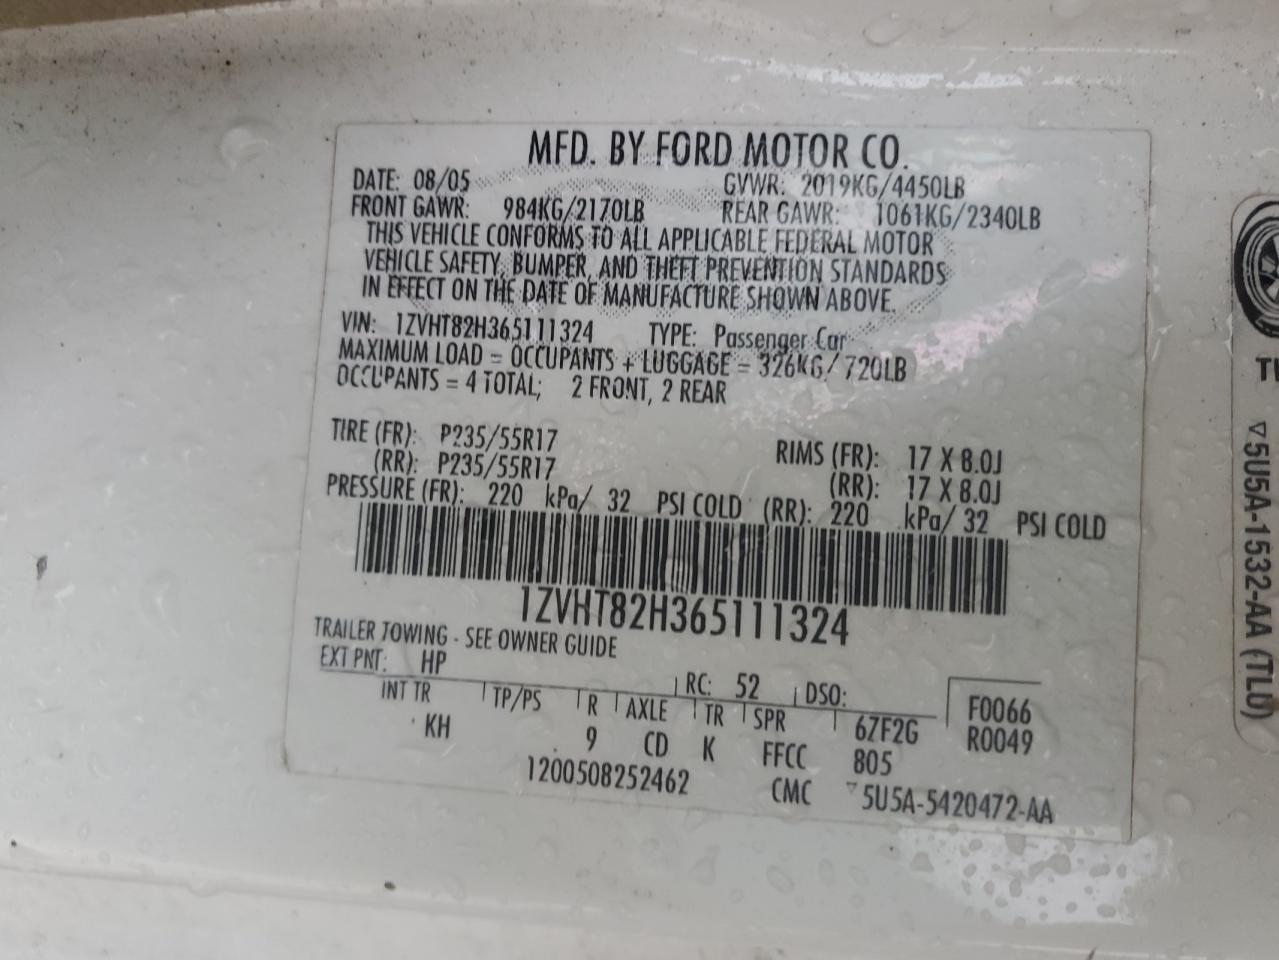 MFD. BY FORD MOTOR CO.
DATE: 08/05 GVWR: 2019KG/4450LB
FRONT GAWR: 984KG/2170LB REAR GAWR: 1061KG/2340LB
THIS VEHICLE CONFORMS TO ALL APPLICABLE FEDERAL MOTOR
VEHICLE SAFETY, BUMPER, AND THEFT PREVENTION STANDARDS
IN EFFECT ON THE DATE OF MANUFACTURE SHOWN ABOVE.
VIN: 1ZVHT82H365111324 TYPE: Passenger Car
MAXIMUM LOAD = OCCUPANTS + LUGGAGE = 326KG/ 720LB
OCCUPANTS = 4 TOTAL; 2 FRONT, 2 REAR
TIRE (FR): P235/55R17 RIMS (FR): 17 X 8.0J
(RR): P235/55R17 (RR): 17 X 8.0J
PRESSURE (FR): 220 kPa/ 32 PSI COLD (RR): 220 kPa/ 32 PSI COLD
1ZVHT82H365111324
TRAILER TOWING - SEE OWNER GUIDE
EXT PNT: HP RC: 52 DSO: F0066
INT TR TP/PS R AXLE TR SPR 6ZF2G R0049
KH 9 CD K FFCC 805
1200508252462 CMC 5U5A-5420472-AA
5U5A-1532-AA (TLU)